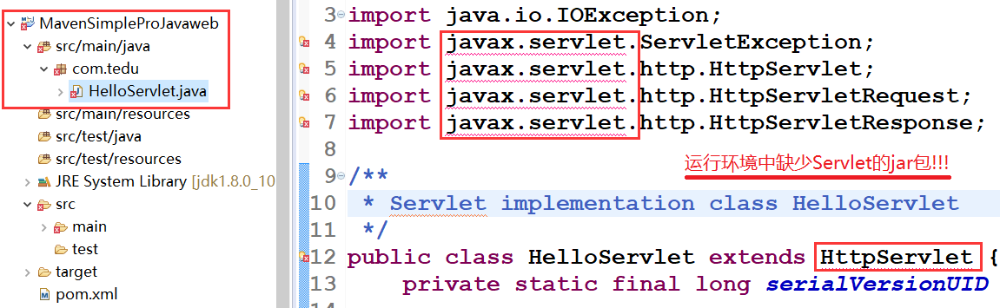 MavenSimpleProJavaweb
src/main/java
com.tedu
HelloServlet.java
src/main/resources
src/test/java
src/test/resources
JRE System Library [jdk1.8.0_10
src
main
test
target
pom.xml
3 import java.io.IOException;
4 import javax.servlet.ServletException;
5 import javax.servlet.http.HttpServlet;
6 import javax.servlet.http.HttpServletRequest;
7 import javax.servlet.http.HttpServletResponse;
8
运行环境中缺少Servlet的jar包!!!
9 /**
10 * Servlet implementation class HelloServlet
11 */
12 public class HelloServlet extends HttpServlet {
13 private static final long serialVersionUID